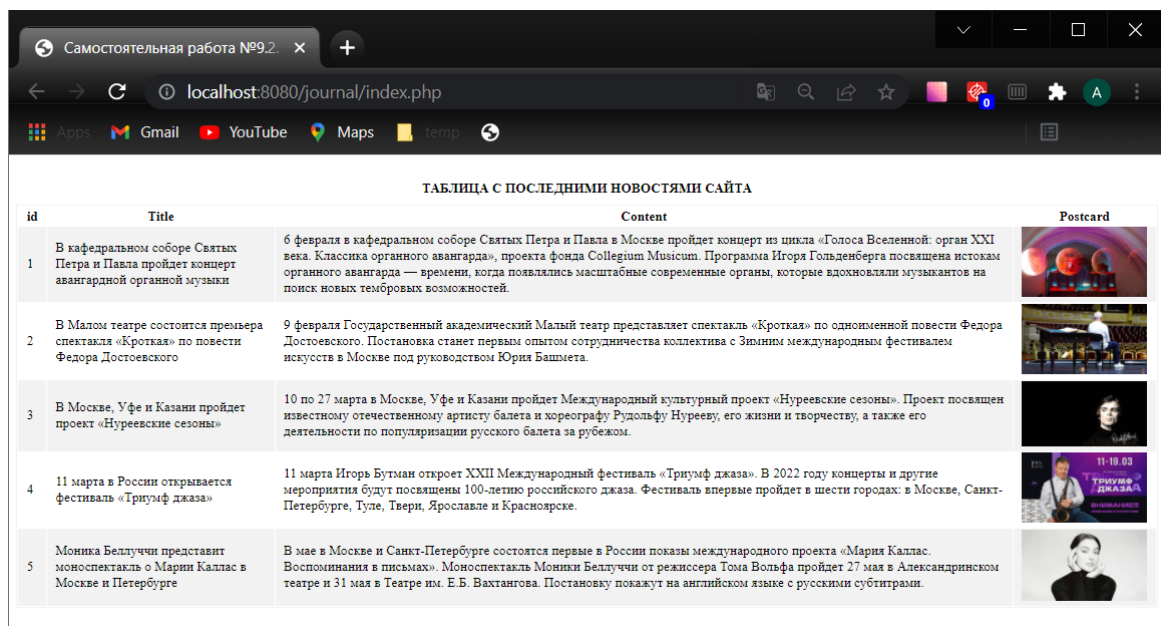 Самостоятельная работа №9.2.
localhost:8080/journal/index.php
0
A
Apps
Gmail
YouTube
Maps
temp
ТАБЛИЦА С ПОСЛЕДНИМИ НОВОСТЯМИ САЙТА
id Title Content Postcard
1
В кафедральном соборе Святых
Петра и Павла пройдет концерт
авангардной органной музыки
6 февраля в кафедральном соборе Святых Петра и Павла в Москве пройдет концерт из цикла «Голоса Вселенной: орган XXI
века. Классика органного авангарда», проекта фонда Collegium Musicum. Программа Игоря Гольденберга посвящена истокам
органного авангарда — времени, когда появлялись масштабные современные органы, которые вдохновляли музыкантов на
поиск новых тембровых возможностей.
2
В Малом театре состоится премьера
спектакля «Кроткая» по повести
Федора Достоевского
9 февраля Государственный академический Малый театр представляет спектакль «Кроткая» по одноименной повести Федора
Достоевского. Постановка станет первым опытом сотрудничества коллектива с Зимним международным фестивалем
искусств в Москве под руководством Юрия Башмета.
3
В Москве, Уфе и Казани пройдет
проект «Нуреевские сезоны»
10 по 27 марта в Москве, Уфе и Казани пройдет Международный культурный проект «Нуреевские сезоны». Проект посвящен
известному отечественному артисту балета и хореографу Рудольфу Нурееву, его жизни и творчеству, а также его
деятельности по популяризации русского балета за рубежом.
4
11 марта в России открывается
фестиваль «Триумф джаза»
11 марта Игорь Бутман откроет XXII Международный фестиваль «Триумф джаза». В 2022 году концерты и другие
мероприятия будут посвящены 100-летию российского джаза. Фестиваль впервые пройдет в шести городах: в Москве, Санкт-
Петербурге, Туле, Твери, Ярославле и Красноярске.
11-19.03
ТРИУМФ
ДЖАЗА
ВНИМАНИЕ!
5
Моника Беллуччи представит
моноспектакль о Марии Каллас в
Москве и Петербурге
В мае в Москве и Санкт-Петербурге состоятся первые в России показы международного проекта «Мария Каллас.
Воспоминания в письмах». Моноспектакль Моники Беллуччи от режиссера Тома Вольфа пройдет 27 мая в Александринском
театре и 31 мая в Театре им. Е.Б. Вахтангова. Постановку покажут на английском языке с русскими субтитрами.